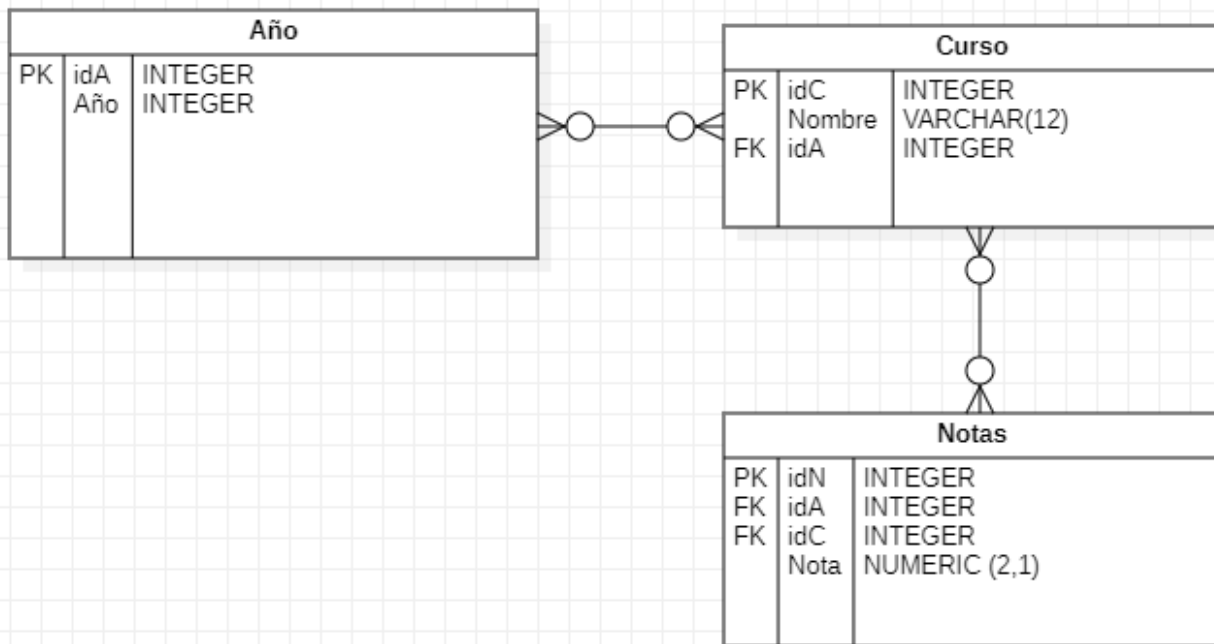 Año
PK idA INTEGER
Año INTEGER
Curso
PK idC INTEGER
Nombre VARCHAR(12)
FK idA INTEGER
Notas
PK idN INTEGER
FK idA INTEGER
FK idC INTEGER
Nota NUMERIC (2,1)